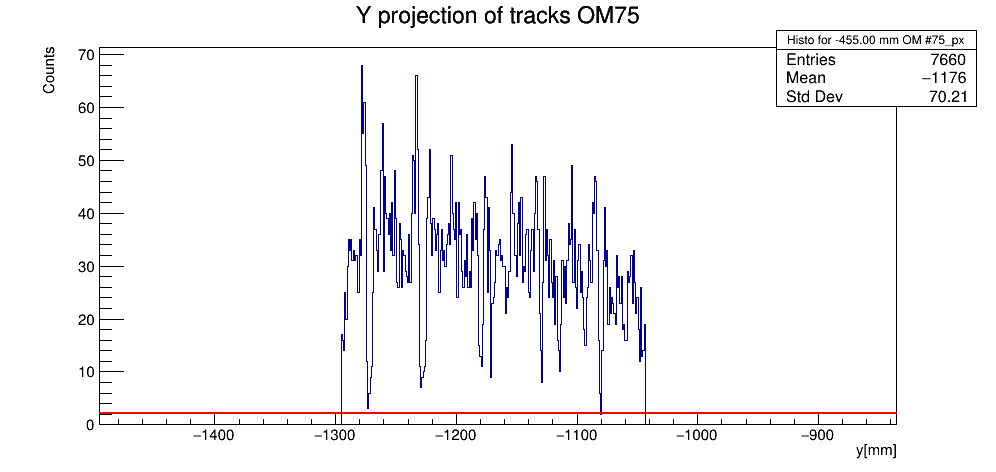 Y projection of tracks OM75
Histo for -455.00 mm OM #75_px
Entries 7660
Mean −1176
Std Dev 70.21
Counts
70
60
50
40
30
20
10
0
−1400 −1300 −1200 −1100 −1000 −900
y[mm]